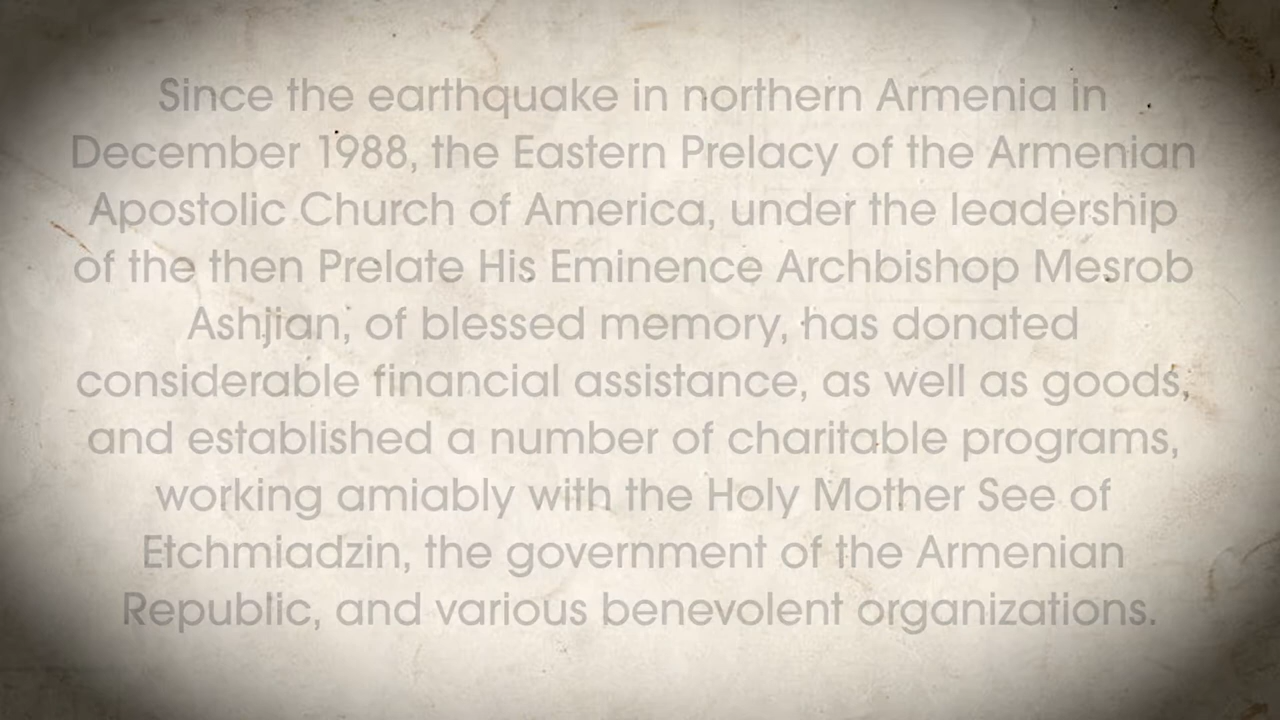 Since the earthquake in northern Armenia in
December 1988, the Eastern Prelacy of the Armenian
Apostolic Church of America, under the leadership
of the then Prelate His Eminence Archbishop Mesrob
Ashjian, of blessed memory, has donated
considerable financial assistance, as well as goods,
and established a number of charitable programs,
working amiably with the Holy Mother See of
Etchmiadzin, the government of the Armenian
Republic, and various benevolent organizations.